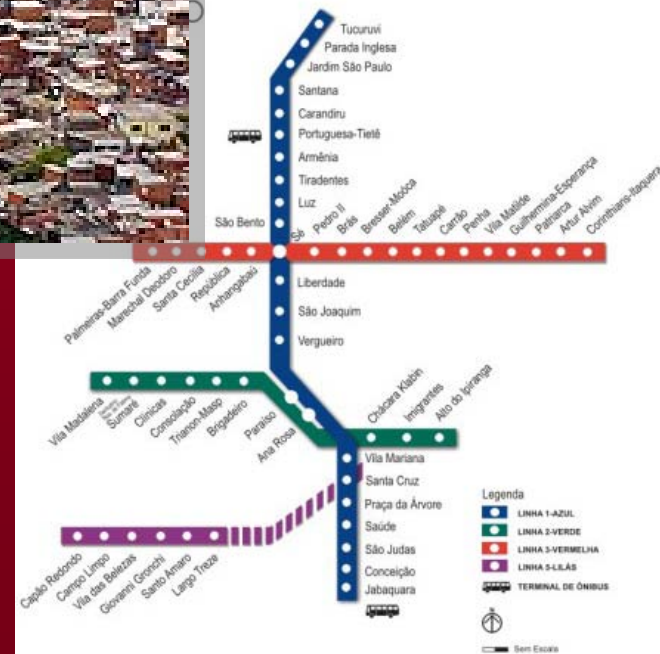 Tucuruvi
Parada Inglesa
Jardim São Paulo
Santana
Carandiru
Portuguesa-Tietê
Armênia
Tiradentes
Luz
São Bento
Sé
Pedro II
Brás
Bresser-Moóca
Belém
Tatuapé
Carrão
Penha
Vila Matilde
Guilhermina-Esperança
Patriarca
Artur Alvim
Corinthians-Itaquera
Palmeiras-Barra Funda
Marechal Deodoro
Santa Cecília
República
Anhangabaú
Liberdade
São Joaquim
Vergueiro
Vila Madalena
Sumaré
Clínicas
Consolação
Trianon-Masp
Brigadeiro
Paraíso
Ana Rosa
Chácara Klabin
Imigrantes
Alto do Ipiranga
Vila Mariana
Santa Cruz
Praça da Árvore
Saúde
São Judas
Conceição
Jabaquara
Capão Redondo
Campo Limpo
Vila das Belezas
Giovanni Gronchi
Santo Amaro
Largo Treze
Legenda
LINHA 1-AZUL
LINHA 2-VERDE
LINHA 3-VERMELHA
LINHA 5-LILÁS
TERMINAL DE ÔNIBUS
Sem Escala